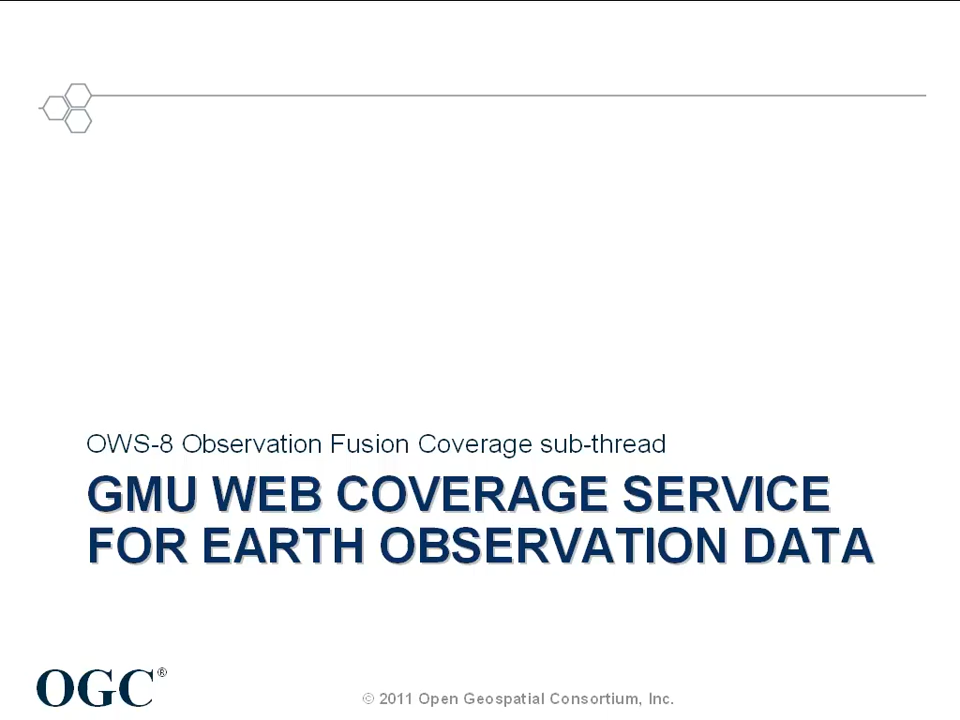 OWS-8 Observation Fusion Coverage sub-thread
GMU WEB COVERAGE SERVICE
FOR EARTH OBSERVATION DATA
OGC®
© 2011 Open Geospatial Consortium, Inc.